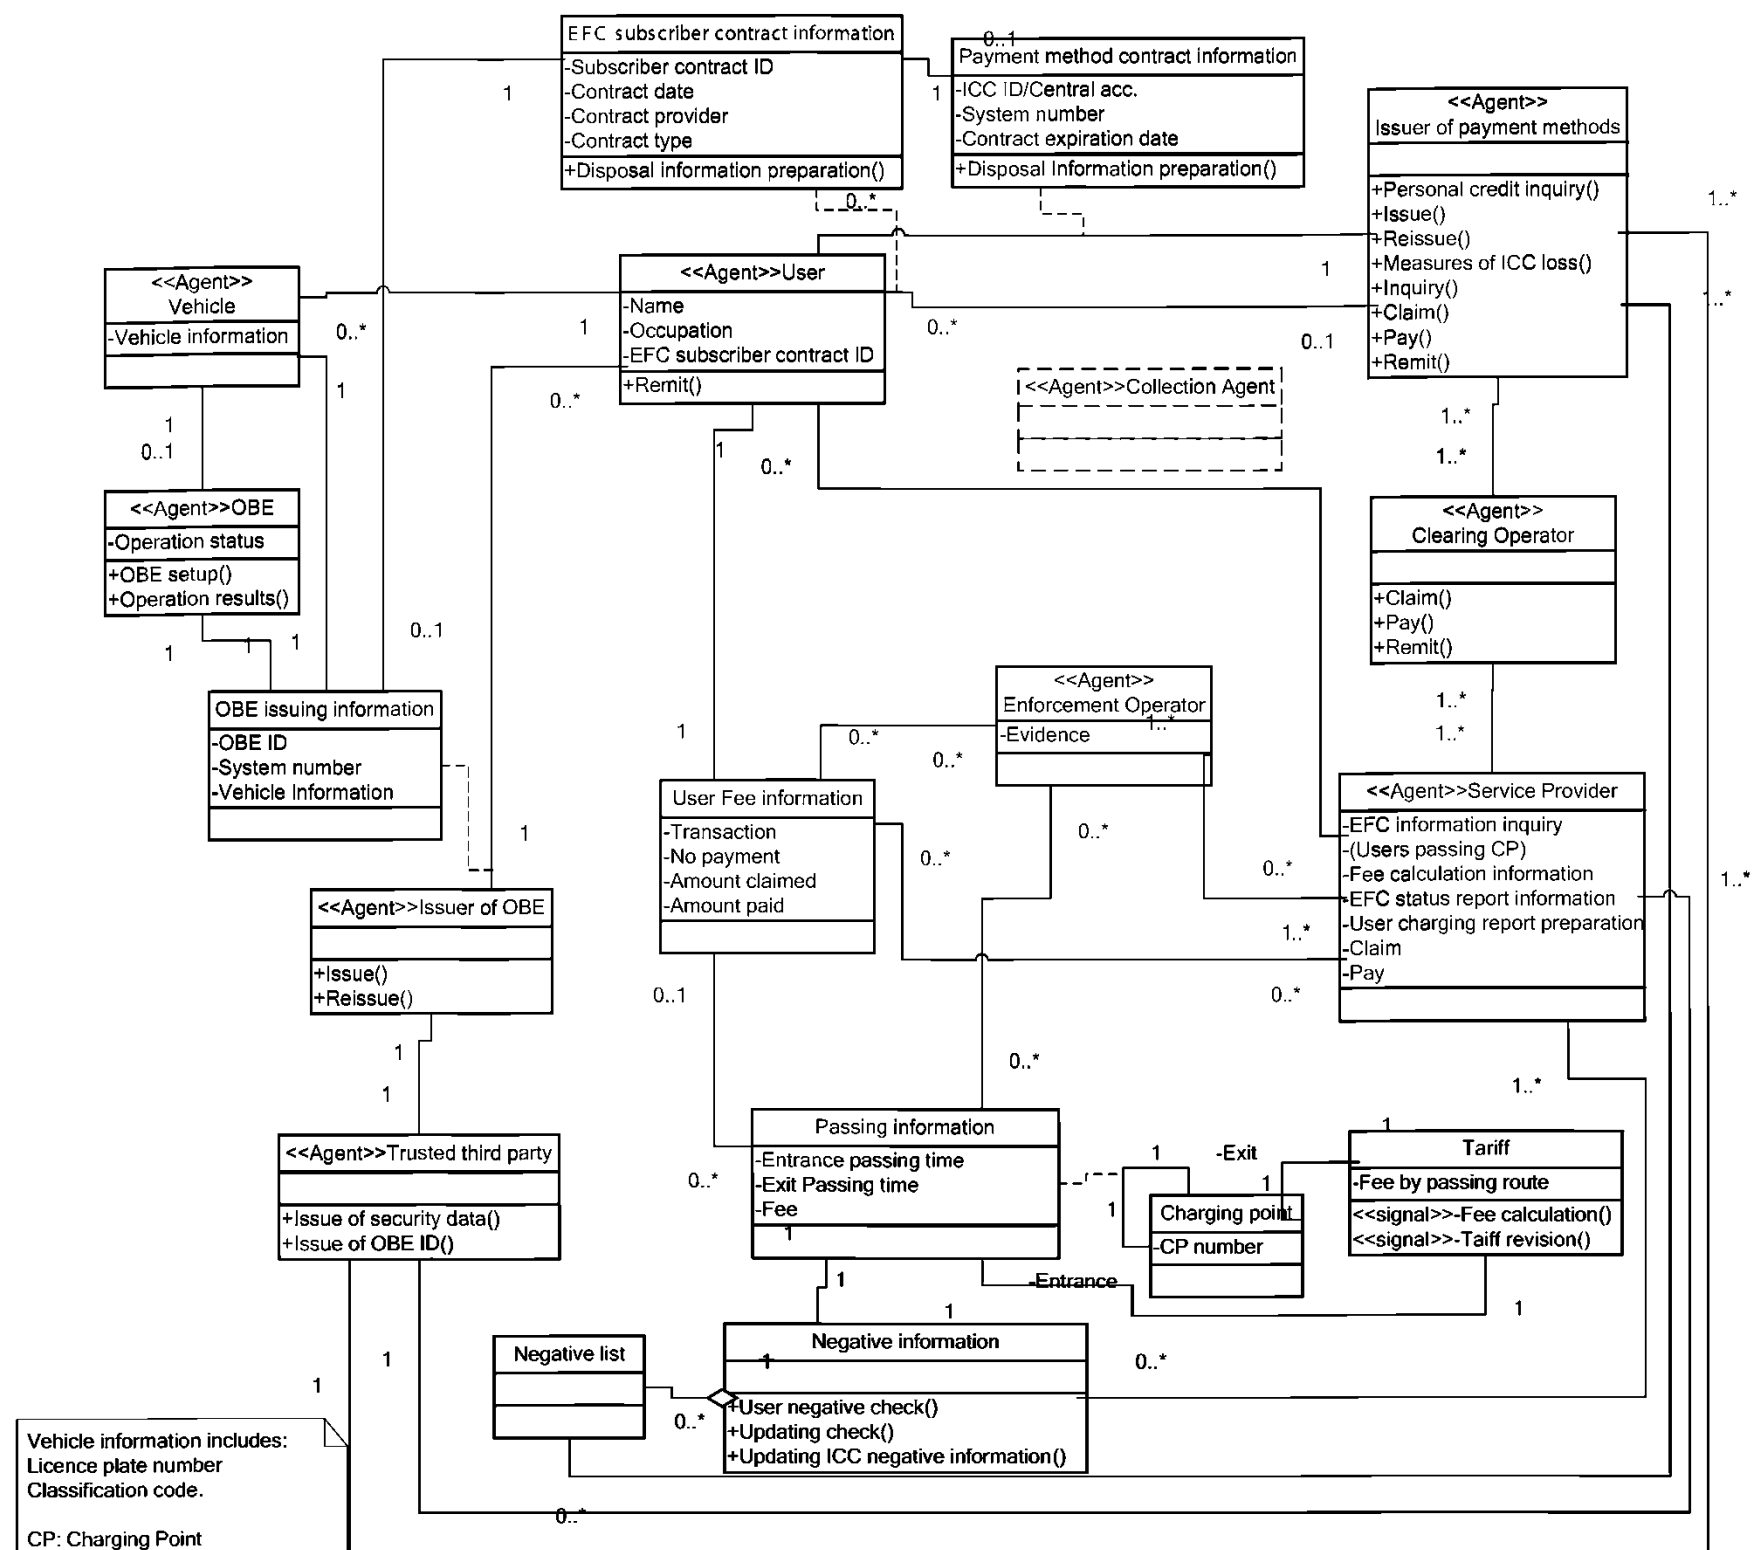 EFC subscriber contract information
-Subscriber contract ID
-Contract date
-Contract provider
-Contract type
+Disposal information preparation()
0..1
Payment method contract information
-ICC ID/Central acc.
-System number
-Contract expiration date
+Disposal Information preparation()
<<Agent>>
Issuer of payment methods
+Personal credit inquiry()
+Issue()
+Reissue()
+Measures of ICC loss()
+Inquiry()
+Claim()
+Pay()
+Remit()
1
1
0..*
1..*
1..*
1
0..1
<<Agent>>
Vehicle
-Vehicle information
0..*
1
1
<<Agent>>User
-Name
-Occupation
-EFC subscriber contract ID
+Remit()
0..*
0..*
1
0..*
<<Agent>>Collection Agent
1..*
1..*
1
0..1
<<Agent>>OBE
-Operation status
+OBE setup()
+Operation results()
1
1
1
0..1
<<Agent>>
Clearing Operator
+Claim()
+Pay()
+Remit()
1..*
1..*
OBE issuing information
-OBE ID
-System number
-Vehicle Information
1
1
<<Agent>>
Enforcement Operator
1..*
-Evidence
0..*
0..*
0..*
User Fee information
-Transaction
-No payment
-Amount claimed
-Amount paid
0..*
0..*
1..*
0..*
<<Agent>>Service Provider
-EFC information inquiry
-(Users passing CP)
-Fee calculation information
-EFC status report information
-User charging report preparation
-Claim
-Pay
1..*
1..*
<<Agent>>Issuer of OBE
+Issue()
+Reissue()
1
1
0..1
0..*
0..*
<<Agent>>Trusted third party
+Issue of security data()
+Issue of OBE ID()
1
1
Passing information
-Entrance passing time
-Exit Passing time
-Fee
1
1
1
-Exit
1
1
-Entrance
Charging point
-CP number
1
Tariff
-Fee by passing route
<<signal>>-Fee calculation()
<<signal>>-Taiff revision()
1
1
0..*
Negative list
0..*
Negative information
1
+User negative check()
+Updating check()
+Updating ICC negative information()
0..*
Vehicle information includes:
Licence plate number
Classification code.
CP: Charging Point